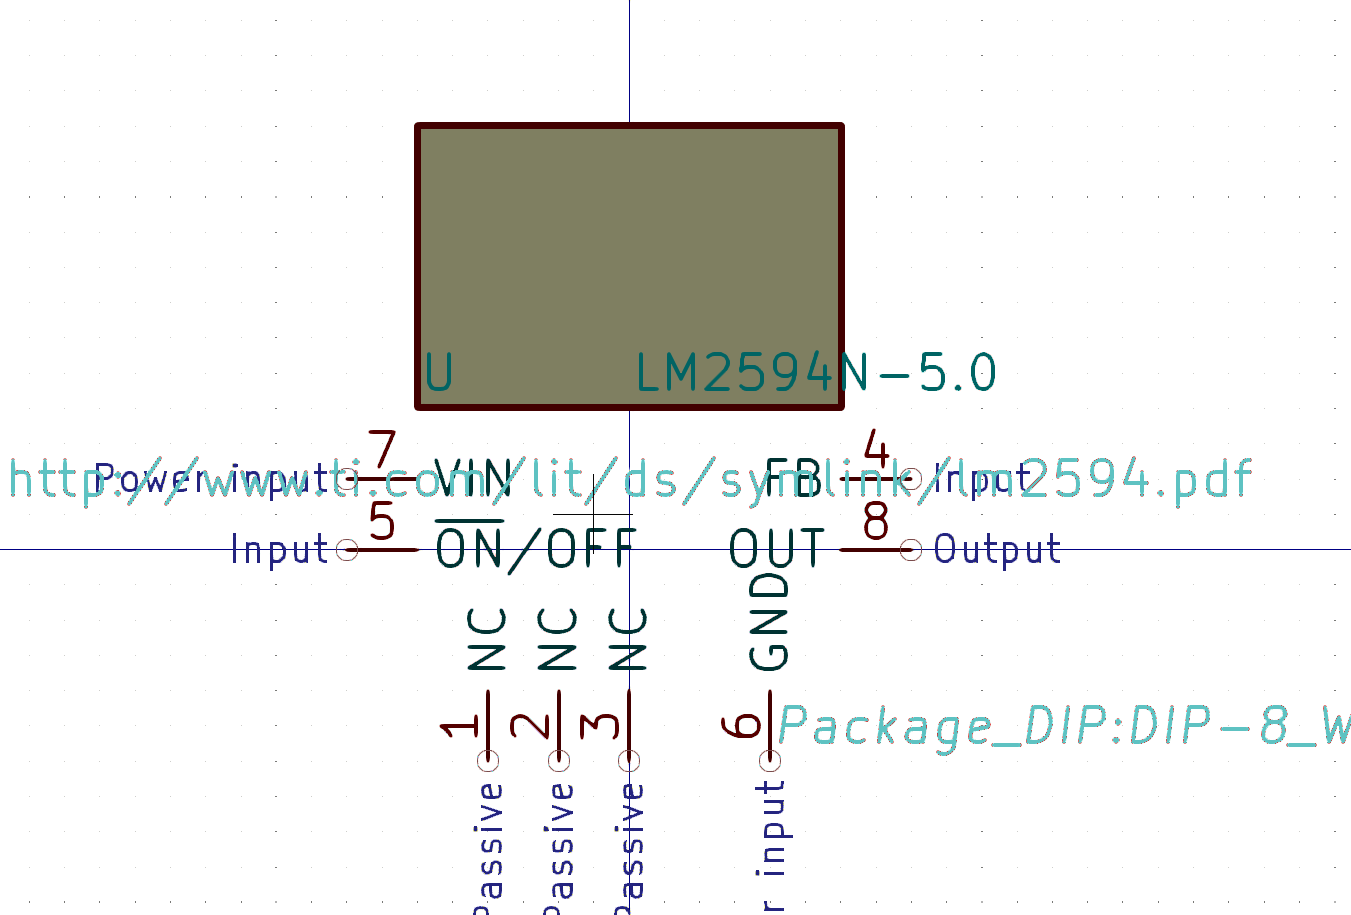 U LM2594N-5.0
7 4
Power input VIN FB Input
http://www.ti.com/lit/ds/symlink/lm2594.pdf
5 8
Input ON/OFF OUT Output
NC NC NC GND
1 2 3 6
Package_DIP:DIP-8_W
Passive Passive Passive r input